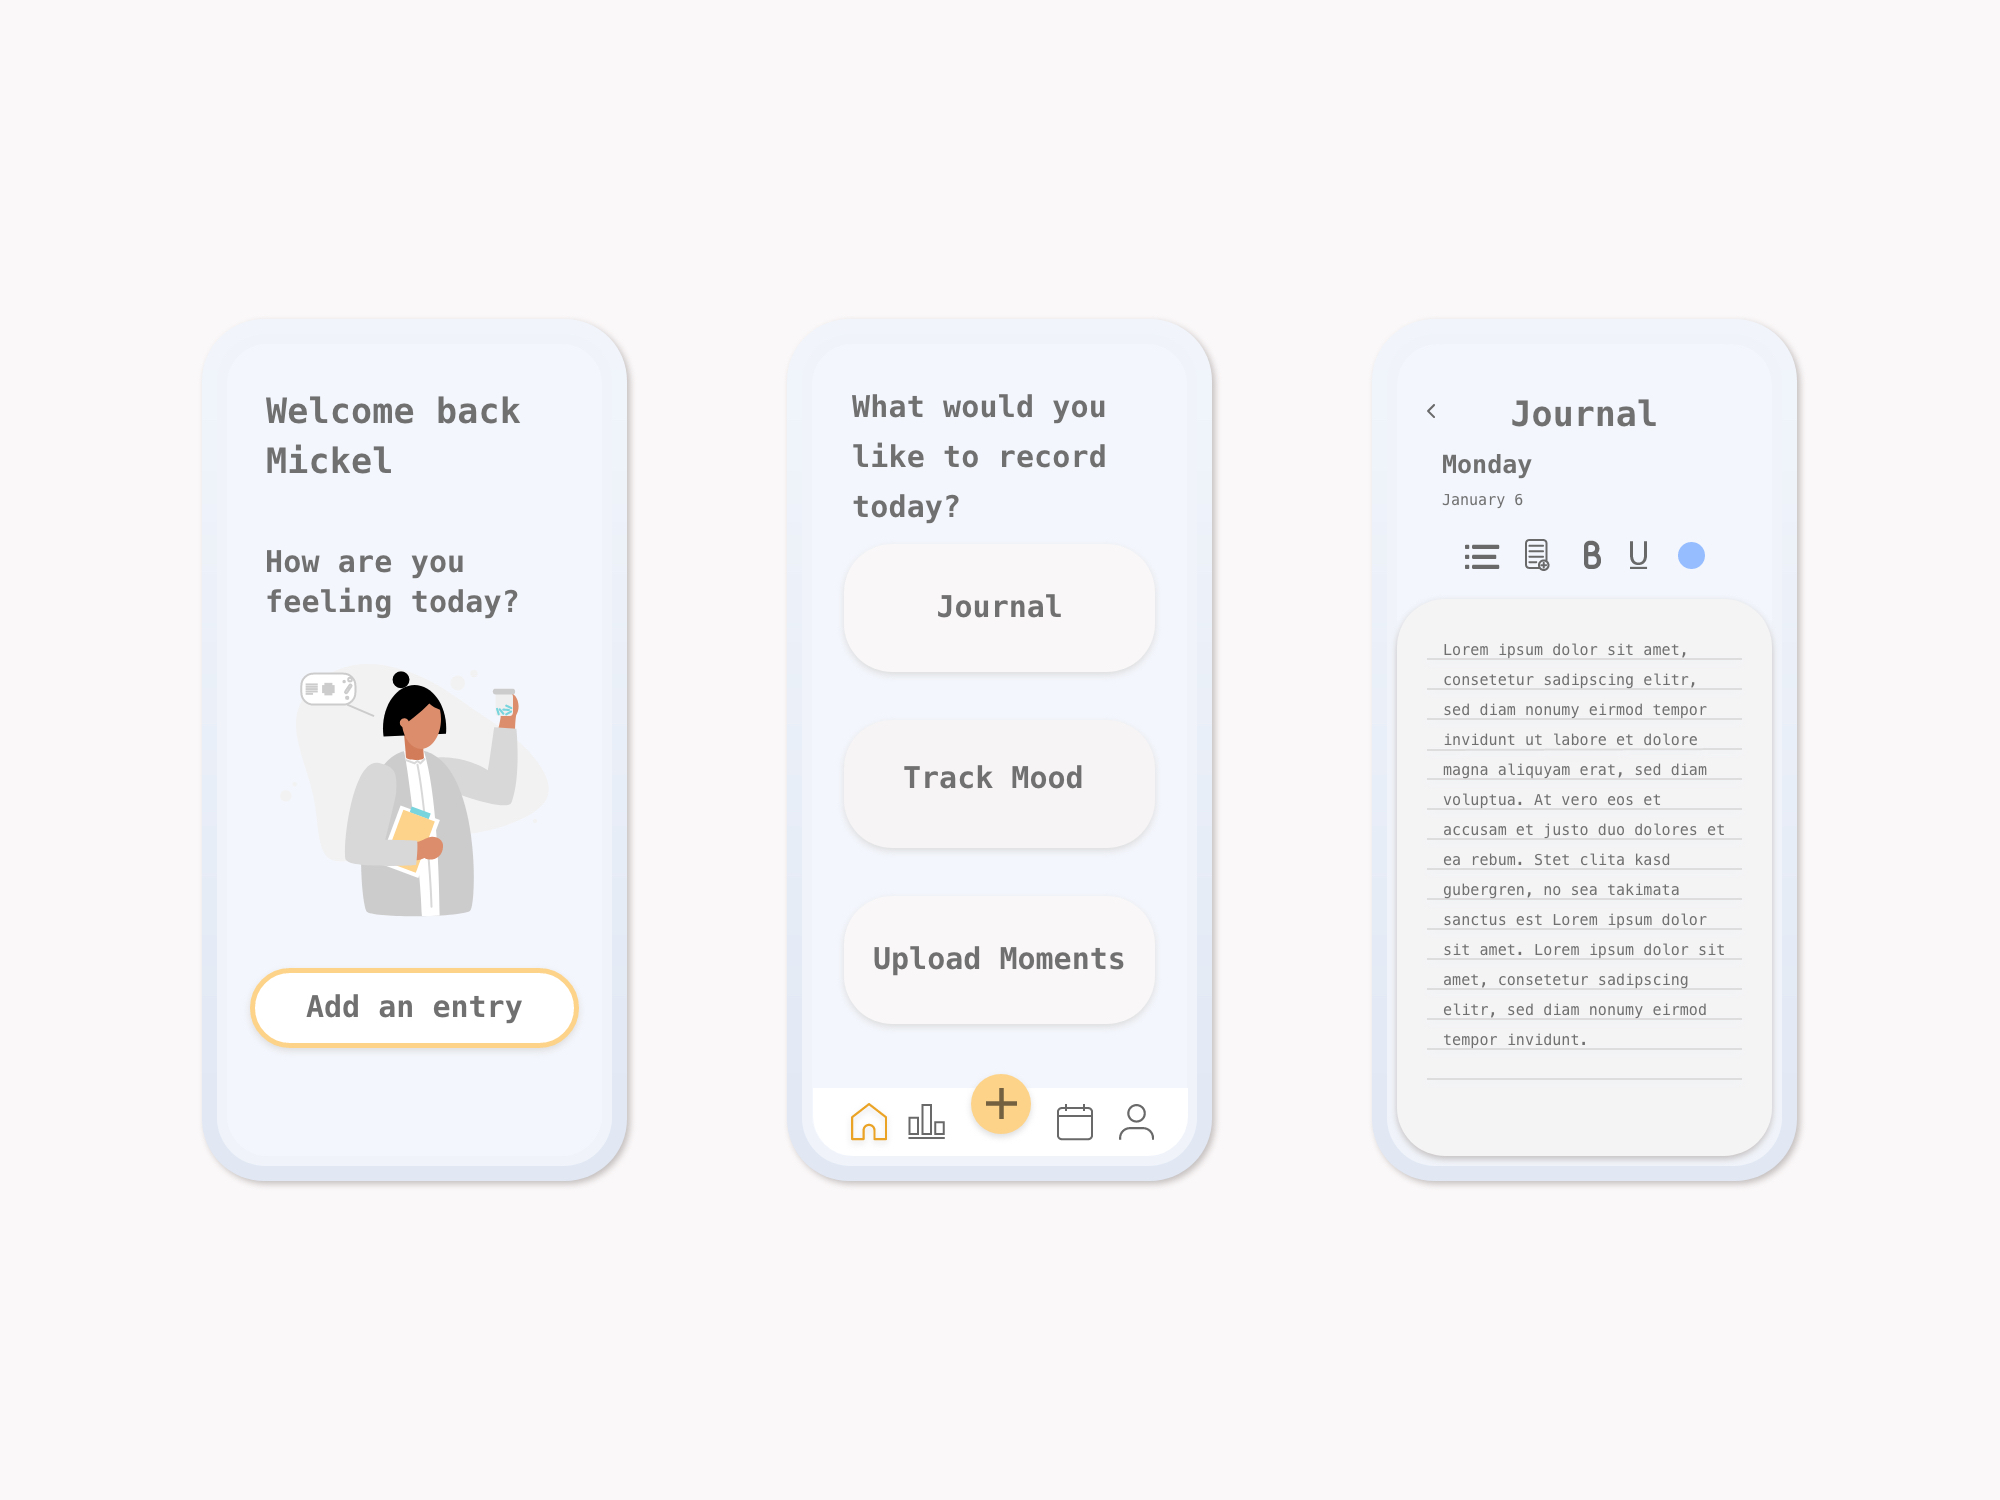 Welcome back
Mickel
How are you
feeling today?
Add an entry
What would you
like to record
today?
Journal
Track Mood
Upload Moments
Journal
Monday
January 6
B U
Lorem ipsum dolor sit amet,
consetetur sadipscing elitr,
sed diam nonumy eirmod tempor
invidunt ut labore et dolore
magna aliquyam erat, sed diam
voluptua. At vero eos et
accusam et justo duo dolores et
ea rebum. Stet clita kasd
gubergren, no sea takimata
sanctus est Lorem ipsum dolor
sit amet. Lorem ipsum dolor sit
amet, consetetur sadipscing
elitr, sed diam nonumy eirmod
tempor invidunt.